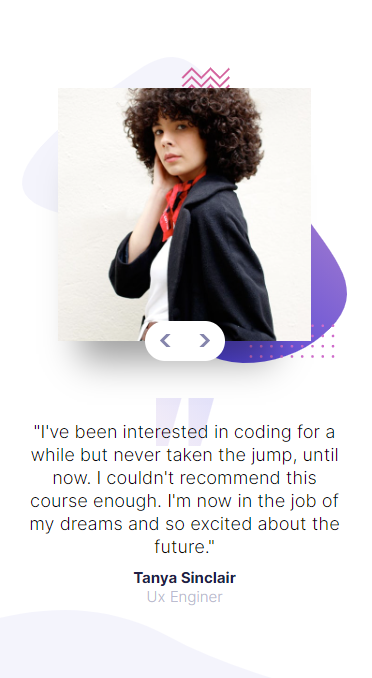 "I've been interested in coding for a
while but never taken the jump, until
now. I couldn't recommend this
course enough. I'm now in the job of
my dreams and so excited about the
future."
Tanya Sinclair
Ux Enginer